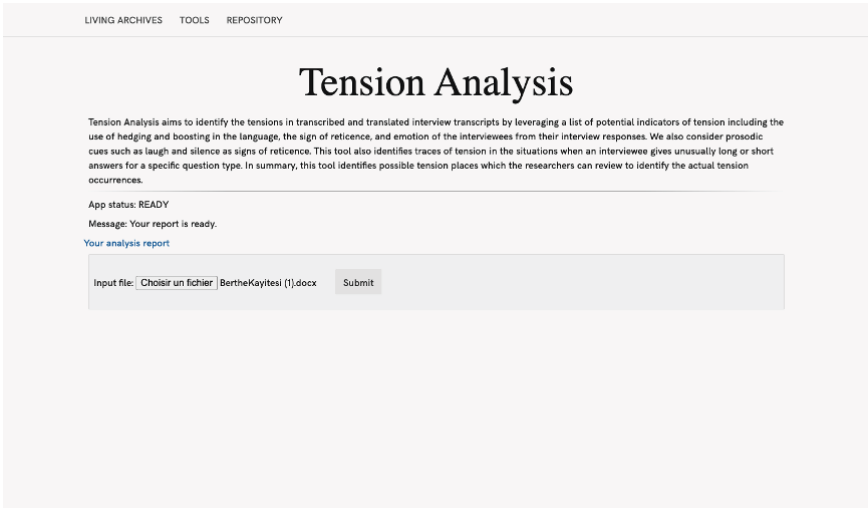 LIVING ARCHIVES TOOLS REPOSITORY
Tension Analysis
Tension Analysis aims to identify the tensions in transcribed and translated interview transcripts by leveraging a list of potential indicators of tension including the
use of hedging and boosting in the language, the sign of reticence, and emotion of the interviewees from their interview responses. We also consider prosodic
cues such as laugh and silence as signs of reticence. This tool also identifies traces of tension in the situations when an interviewee gives unusually long or short
answers for a specific question type. In summary, this tool identifies possible tension places which the researchers can review to identify the actual tension
occurrences.
App status: READY
Message: Your report is ready.
Your analysis report
Input file: Choisir un fichier BertheKayitesi (1).docx Submit